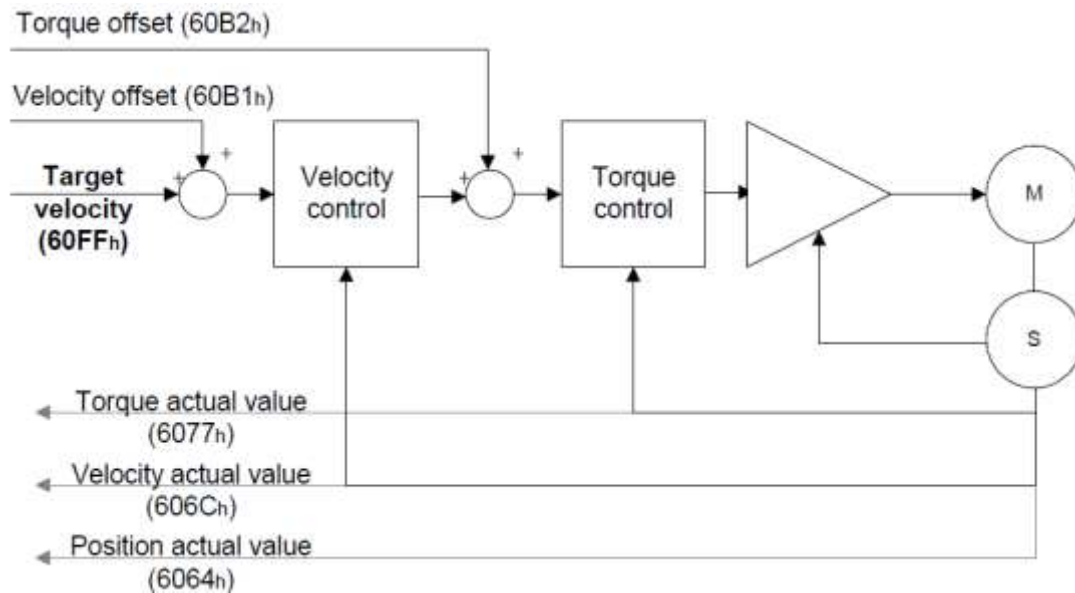 Torque offset (60B2h)
Velocity offset (60B1h)
+
+
+
+
Target
velocity
(60FFh)
Velocity
control
Torque
control
M
S
Torque actual value
(6077h)
Velocity actual value
(606Ch)
Position actual value
(6064h)